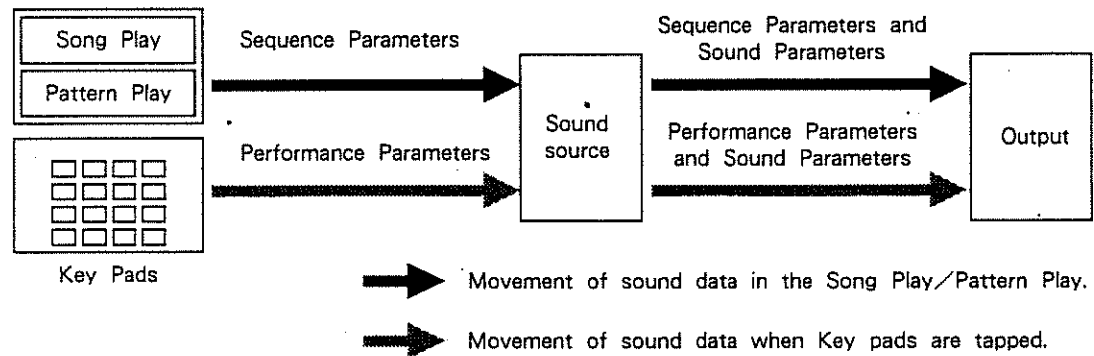 Song Play
Pattern Play
Sequence Parameters
Performance Parameters
Key Pads
Sound
source
Sequence Parameters and
Sound Parameters
Performance Parameters
and Sound Parameters
Output
Movement of sound data in the Song Play/Pattern Play.
Movement of sound data when Key pads are tapped.